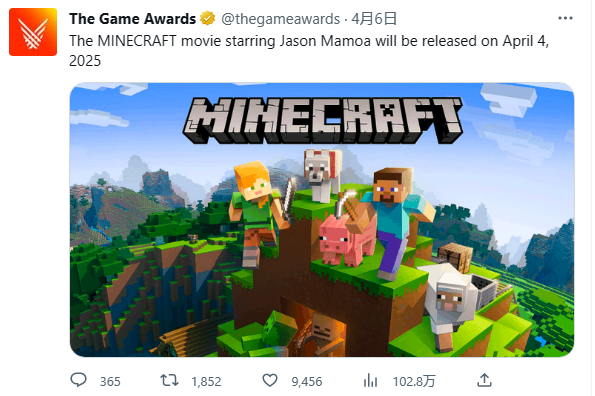 The Game Awards @thegameawards · 4月6日
The MINECRAFT movie starring Jason Mamoa will be released on April 4,
2025
MINECRAFT
365 1,852 9,456 102.8万